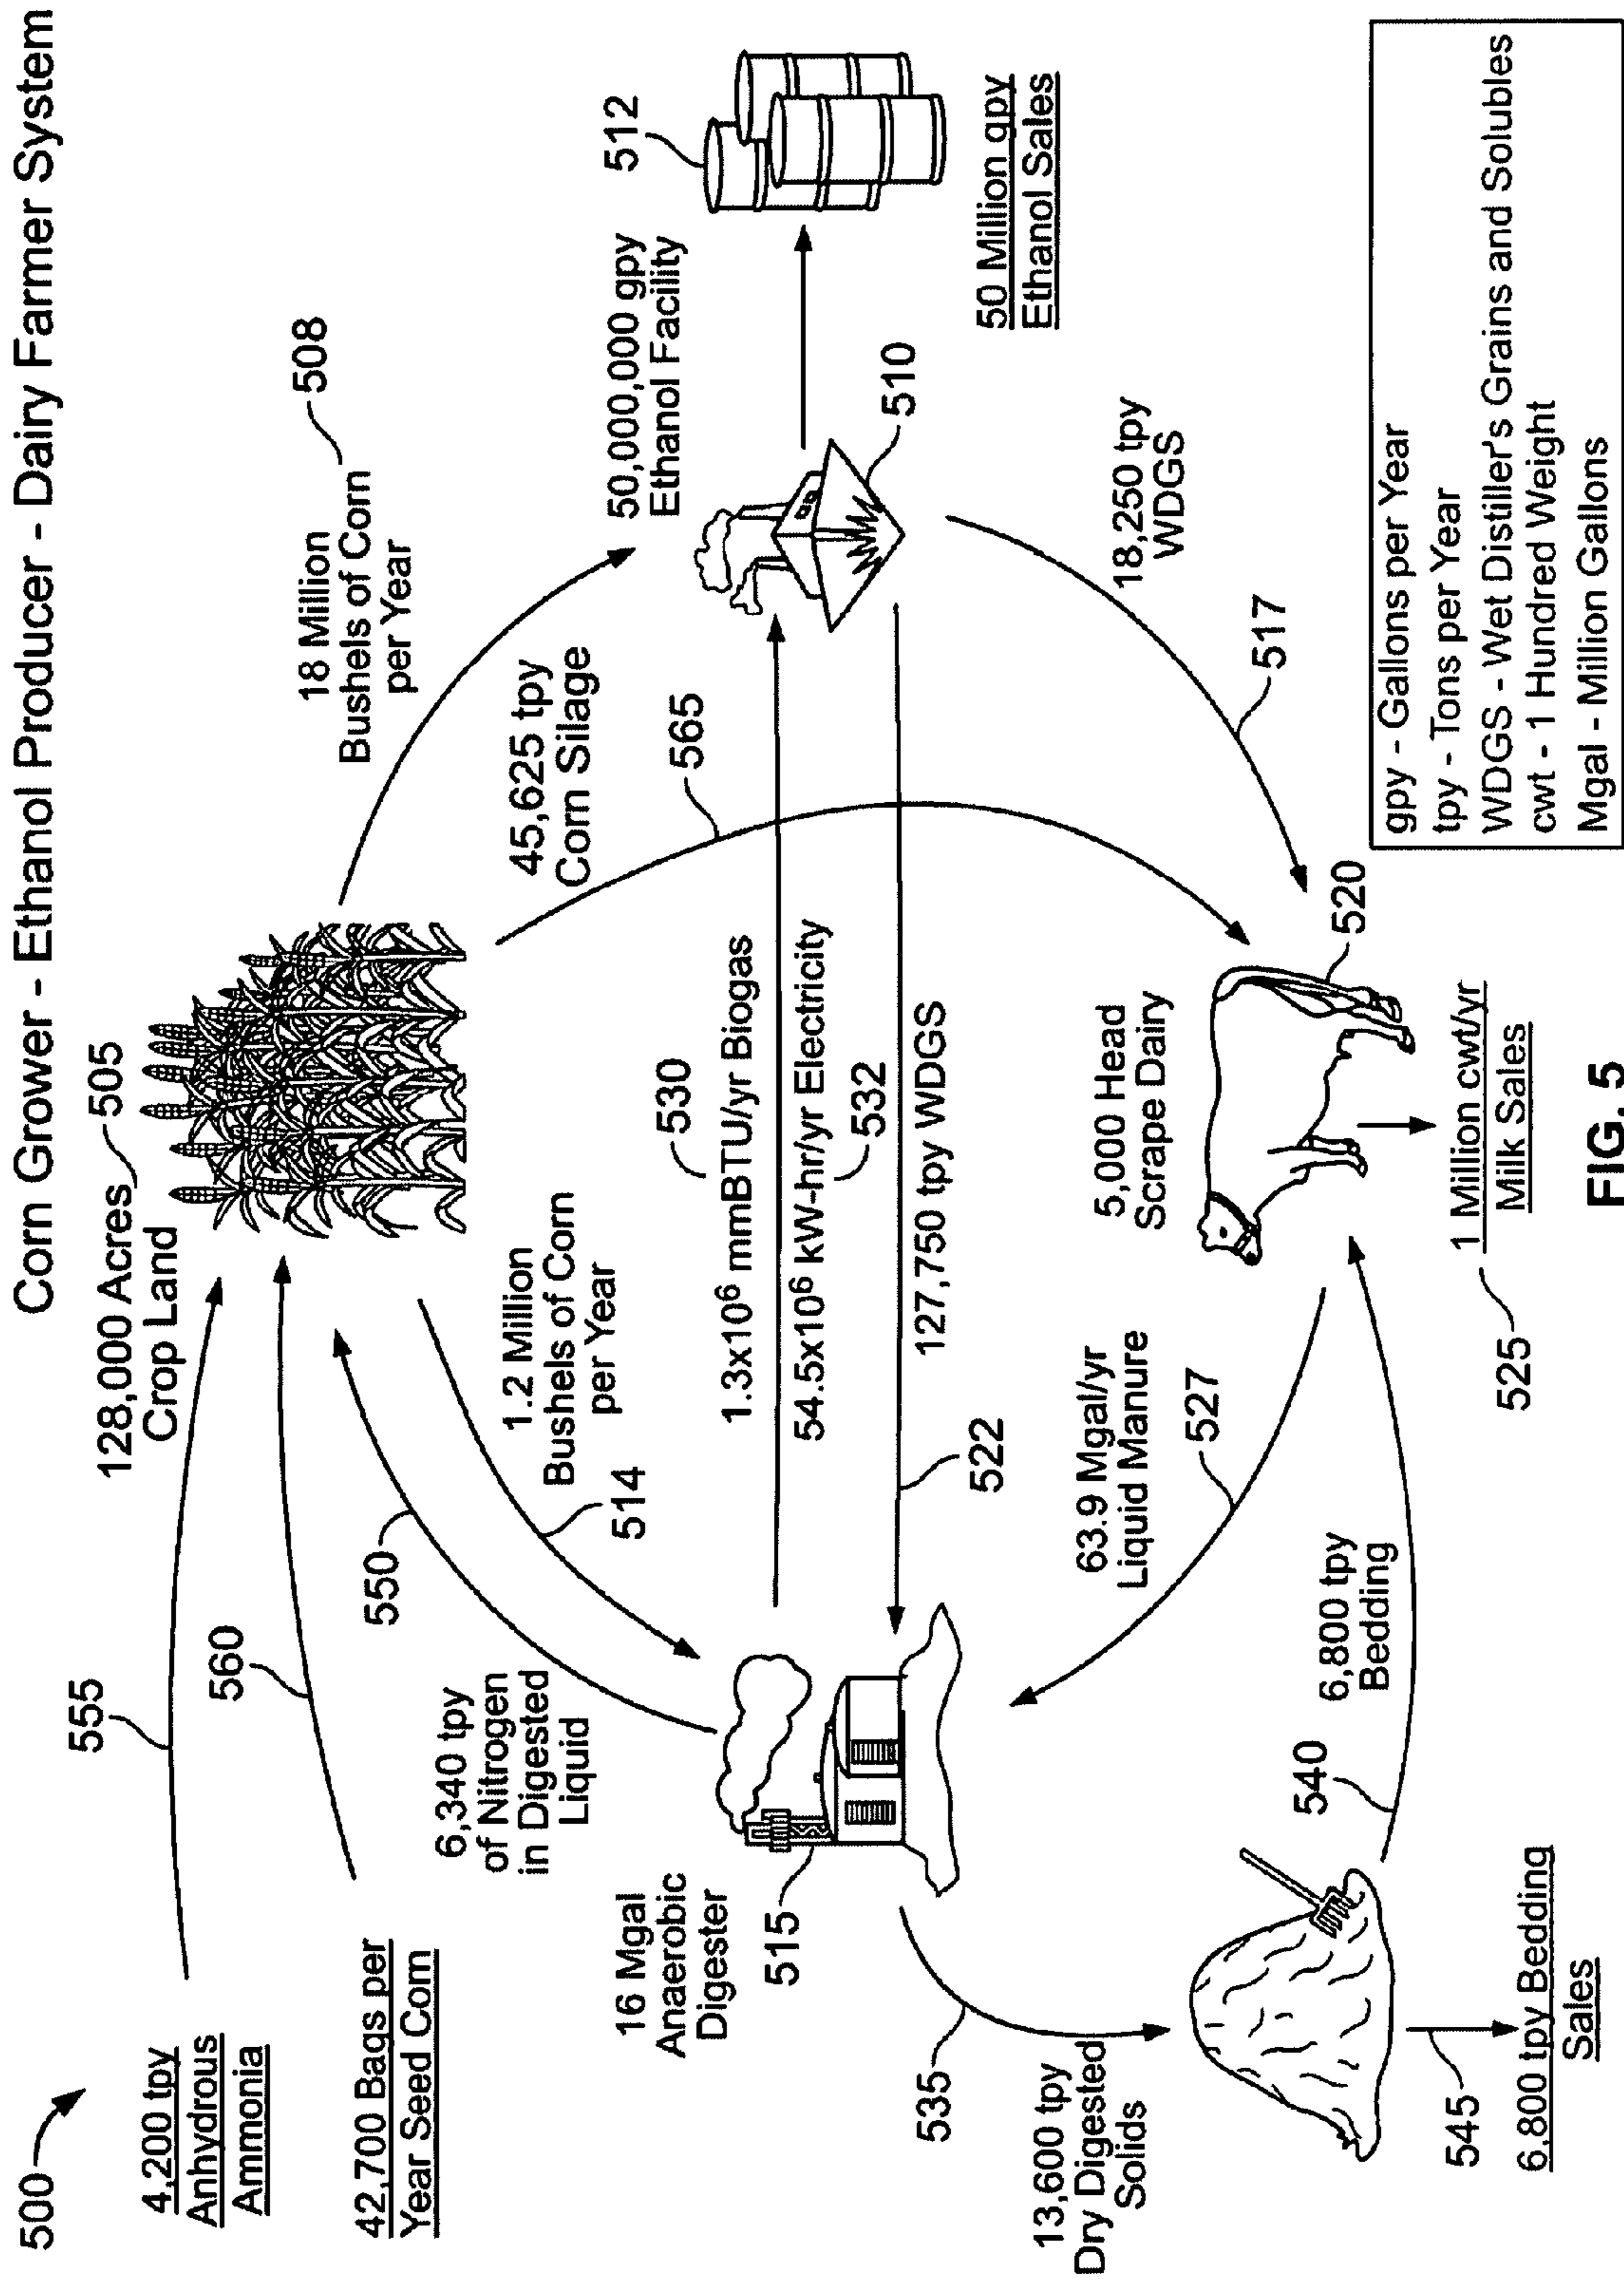 Corn Grower - Ethanol Producer - Dairy Farmer System
500
555
4,200 tpy
Anhydrous
Ammonia
560
42,700 Bags per
Year Seed Corn
128,000 Acres
Crop Land
505
18 Million
Bushels of Corn
per Year
508
550
6,340 tpy
of Nitrogen
in Digested
Liquid
1.2 Million
Bushels of Corn
per Year
514
45,625 tpy
Corn Silage
565
50,000,000 gpy
Ethanol Facility
512
510
50 Million gpy
Ethanol Sales
530
1.3x10⁶ mmBTU/yr Biogas
54.5x10⁶ kW-hr/yr Electricity
532
127,750 tpy WDGS
522
16 Mgal
Anaerobic
Digester
515
18,250 tpy
WDGS
517
63.9 Mgal/yr
Liquid Manure
527
5,000 Head
Scrape Dairy
520
535
13,600 tpy
Dry Digested
Solids
540
6,800 tpy
Bedding
545
6,800 tpy Bedding
Sales
525
1 Million cwt/yr
Milk Sales
gpy - Gallons per Year
tpy - Tons per Year
WDGS - Wet Distiller's Grains and Solubles
cwt - 1 Hundred Weight
Mgal - Million Gallons
FIG. 5